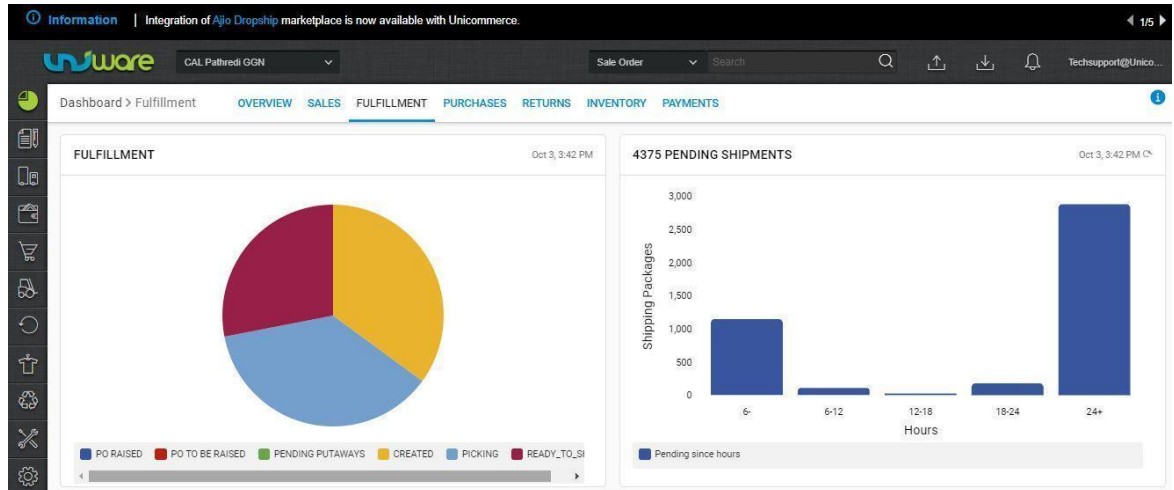 Information | Integration of Ajio Dropship marketplace is now available with Unicommerce. 1/5
uniware CAL Pathredi GGN Sale Order Search Techsupport@Unico...
Dashboard > Fulfillment OVERVIEW SALES FULFILLMENT PURCHASES RETURNS INVENTORY PAYMENTS
FULFILLMENT Oct 3, 3:42 PM
PO RAISED PO TO BE RAISED PENDING PUTAWAYS CREATED PICKING READY_TO_SI
4375 PENDING SHIPMENTS Oct 3, 3:42 PM
Shipping Packages
3,000
2,500
2,000
1,500
1,000
500
0
6- 6-12 12-18 18-24 24+
Hours
Pending since hours